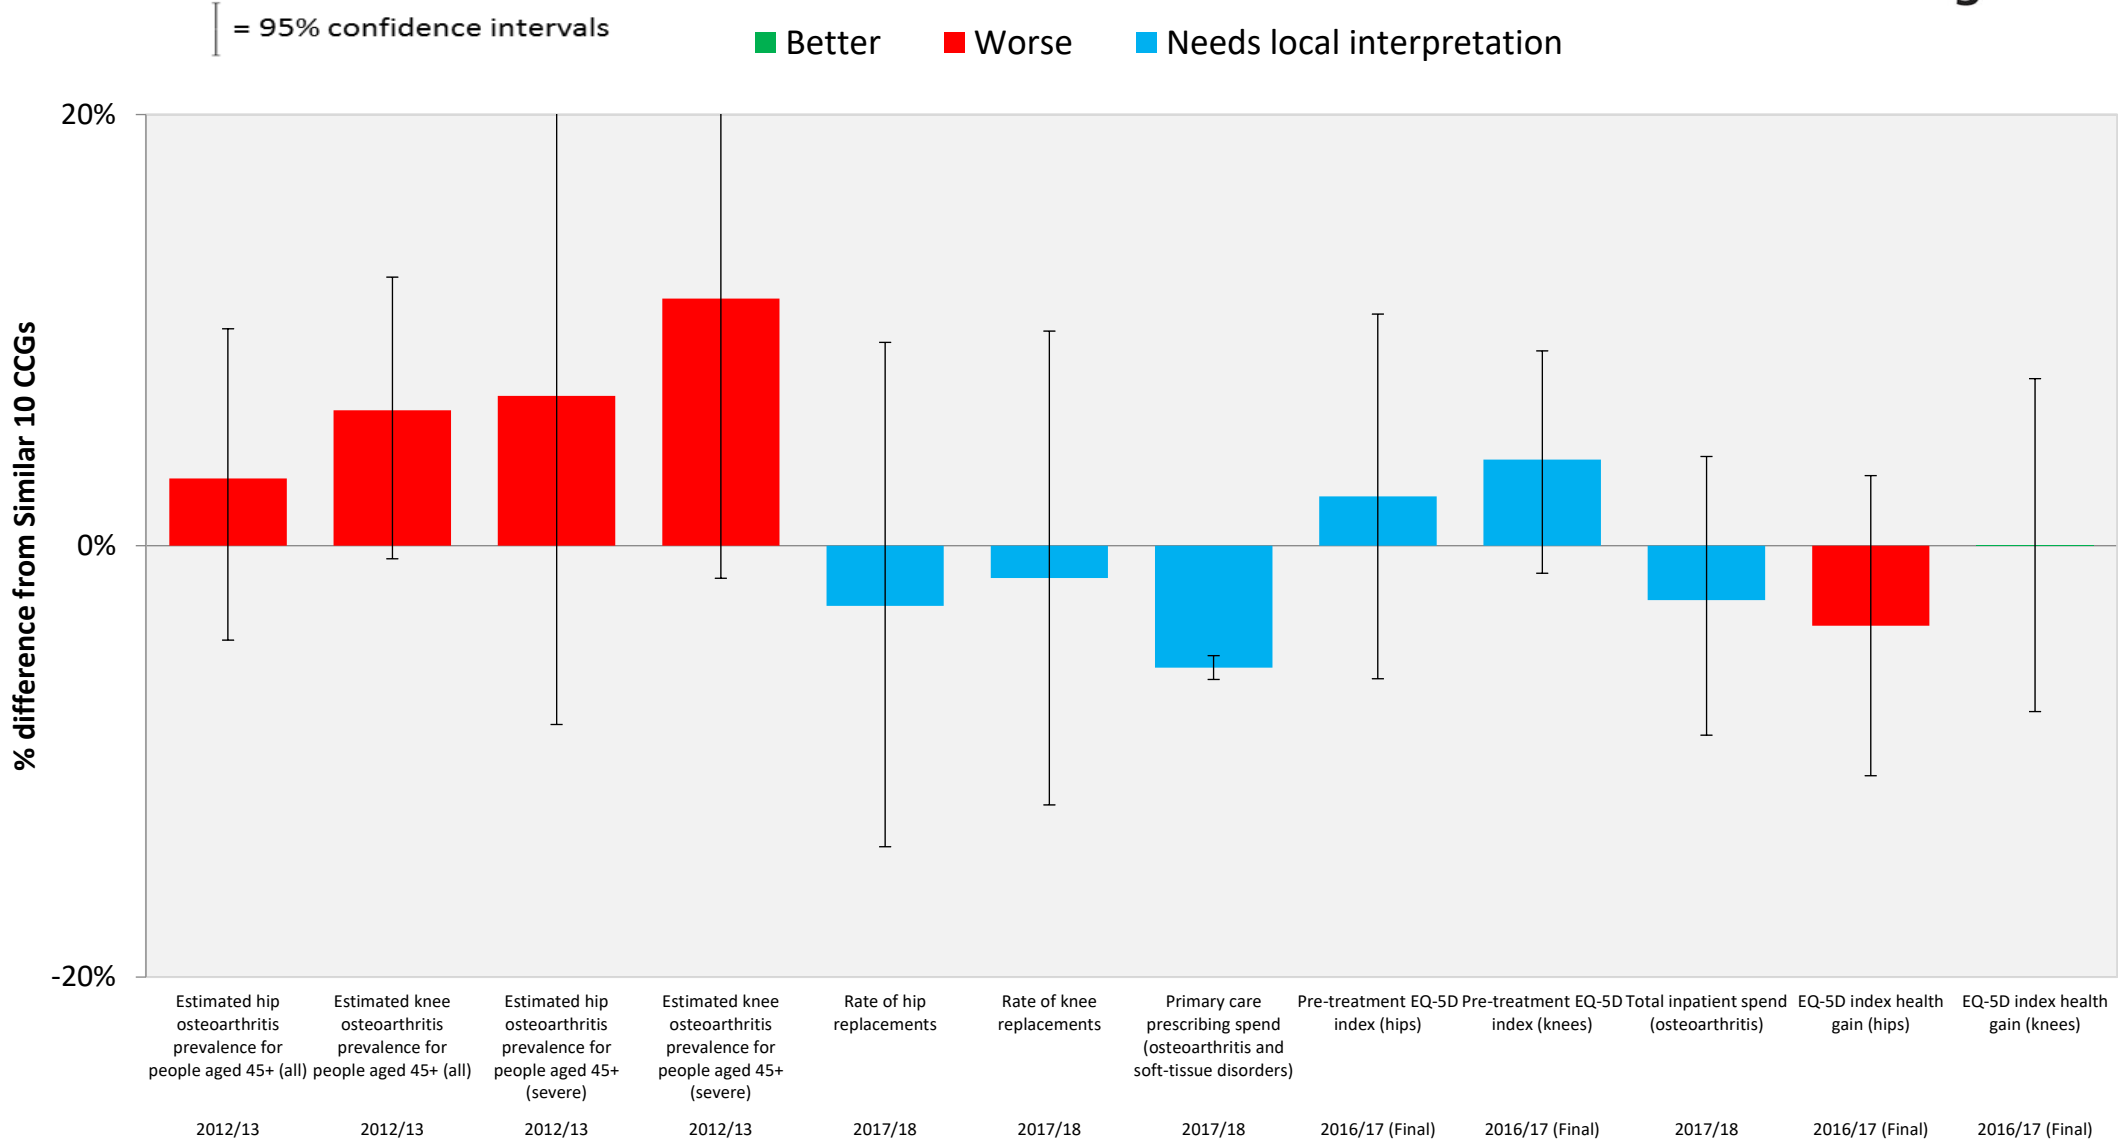 = 95% confidence intervals
Better Worse Needs local interpretation
20%
0%
-20%
% difference from Similar 10 CCGs
Estimated hip
osteoarthritis
prevalence for
people aged 45+ (all)
2012/13
Estimated knee
osteoarthritis
prevalence for
people aged 45+ (all)
2012/13
Estimated hip
osteoarthritis
prevalence for
people aged 45+
(severe)
2012/13
Estimated knee
osteoarthritis
prevalence for
people aged 45+
(severe)
2012/13
Rate of hip
replacements
2017/18
Rate of knee
replacements
2017/18
Primary care
prescribing spend
(osteoarthritis and
soft-tissue disorders)
2017/18
Pre-treatment EQ-5D
index (hips)
2016/17 (Final)
Pre-treatment EQ-5D
index (knees)
2016/17 (Final)
Total inpatient spend
(osteoarthritis)
2017/18
EQ-5D index health
gain (hips)
2016/17 (Final)
EQ-5D index health
gain (knees)
2016/17 (Final)